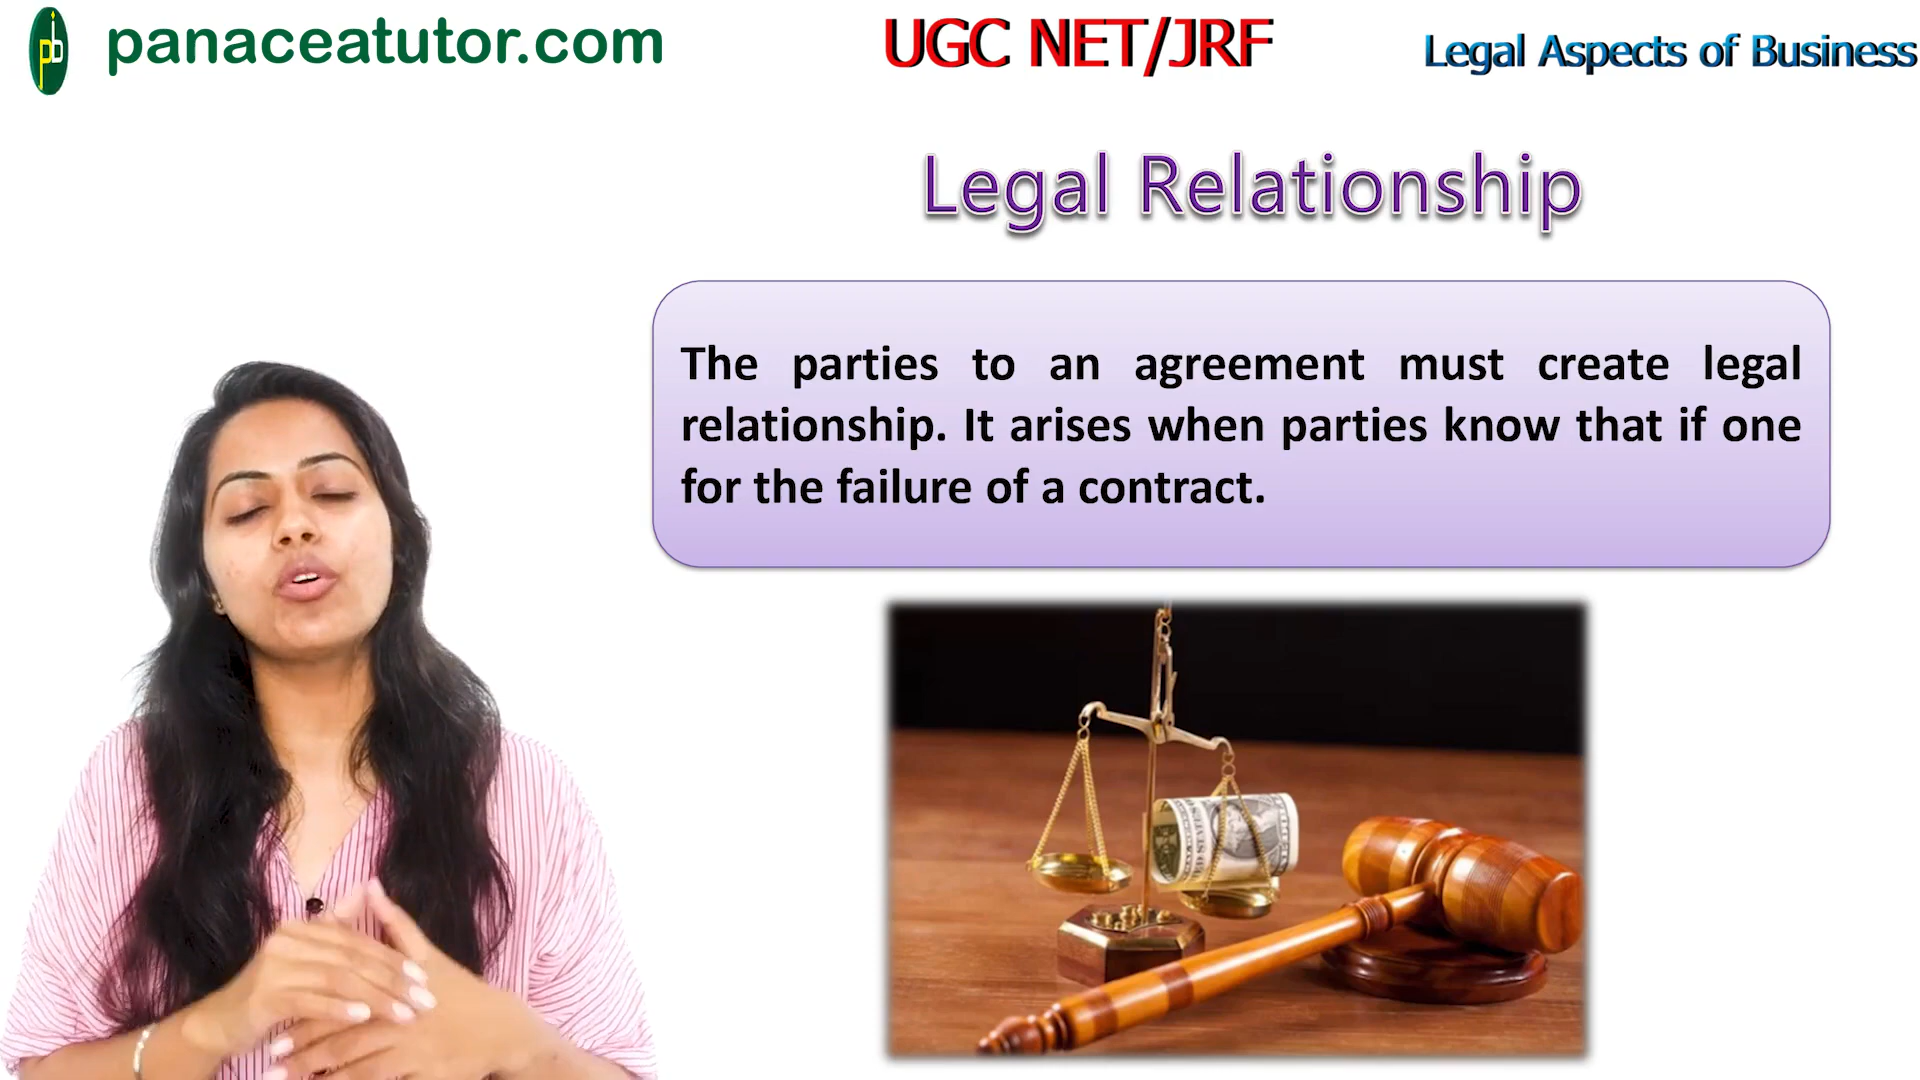 panaceatutor.com
UGC NET/JRF
Legal Aspects of Business
Legal Relationship
The parties to an agreement must create legal
relationship. It arises when parties know that if one
for the failure of a contract.